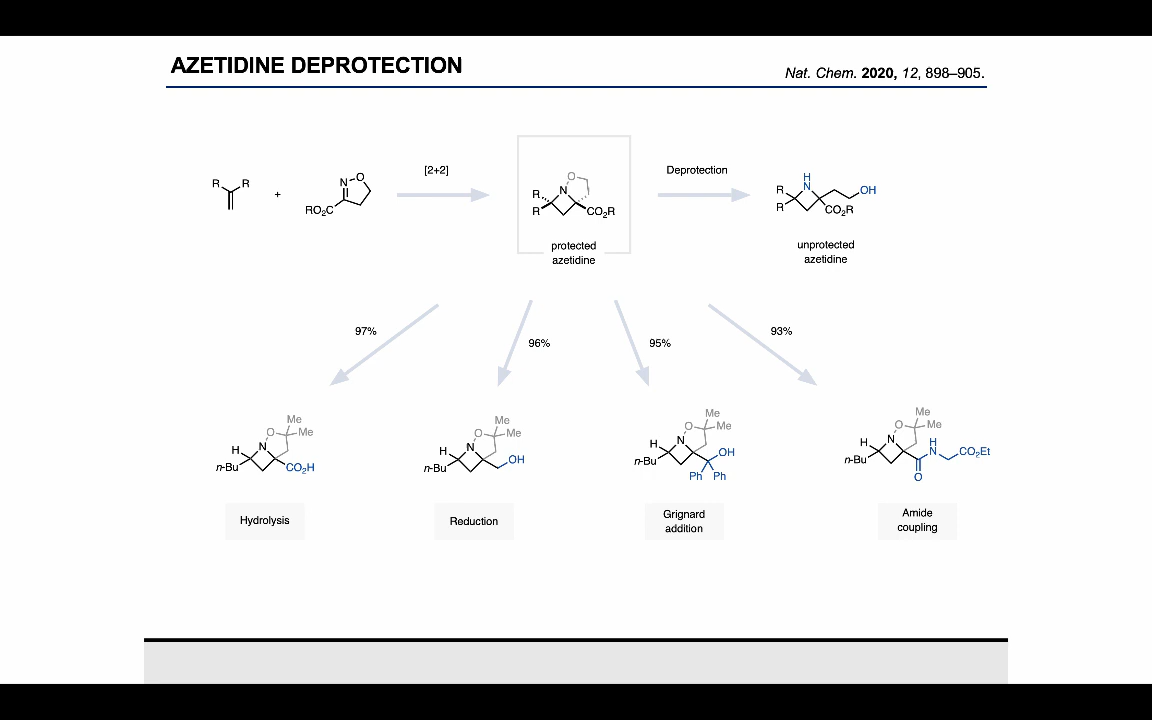 AZETIDINE DEPROTECTION
Nat. Chem. 2020, 12, 898–905.
R R
+
RO₂C N O
[2+2]
R R N O CO₂R
protected
azetidine
Deprotection
R R H N OH CO₂R
unprotected
azetidine
97%
96%
95%
93%
H n-Bu N O Me Me CO₂H
H n-Bu N O Me Me OH
H n-Bu N O Me Me OH Ph Ph
H n-Bu N O Me Me O H N CO₂Et
Hydrolysis
Reduction
Grignard
addition
Amide
coupling